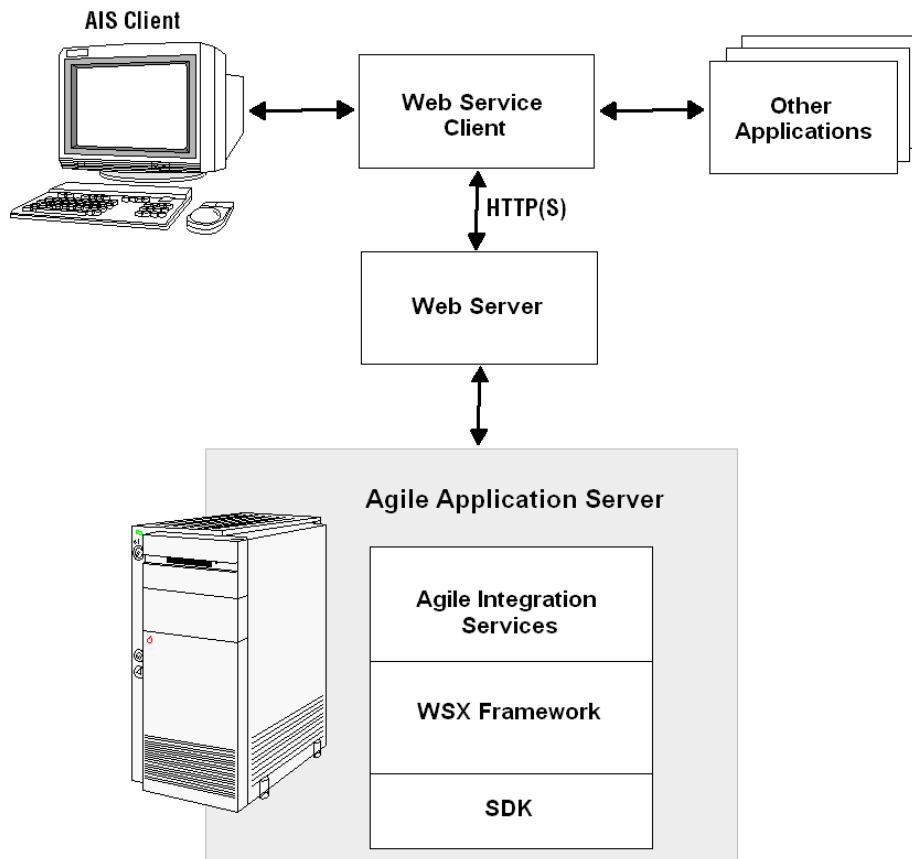 AIS Client
Web Service
Client
Other
Applications
HTTP(S)
Web Server
Agile Application Server
Agile Integration
Services
WSX Framework
SDK